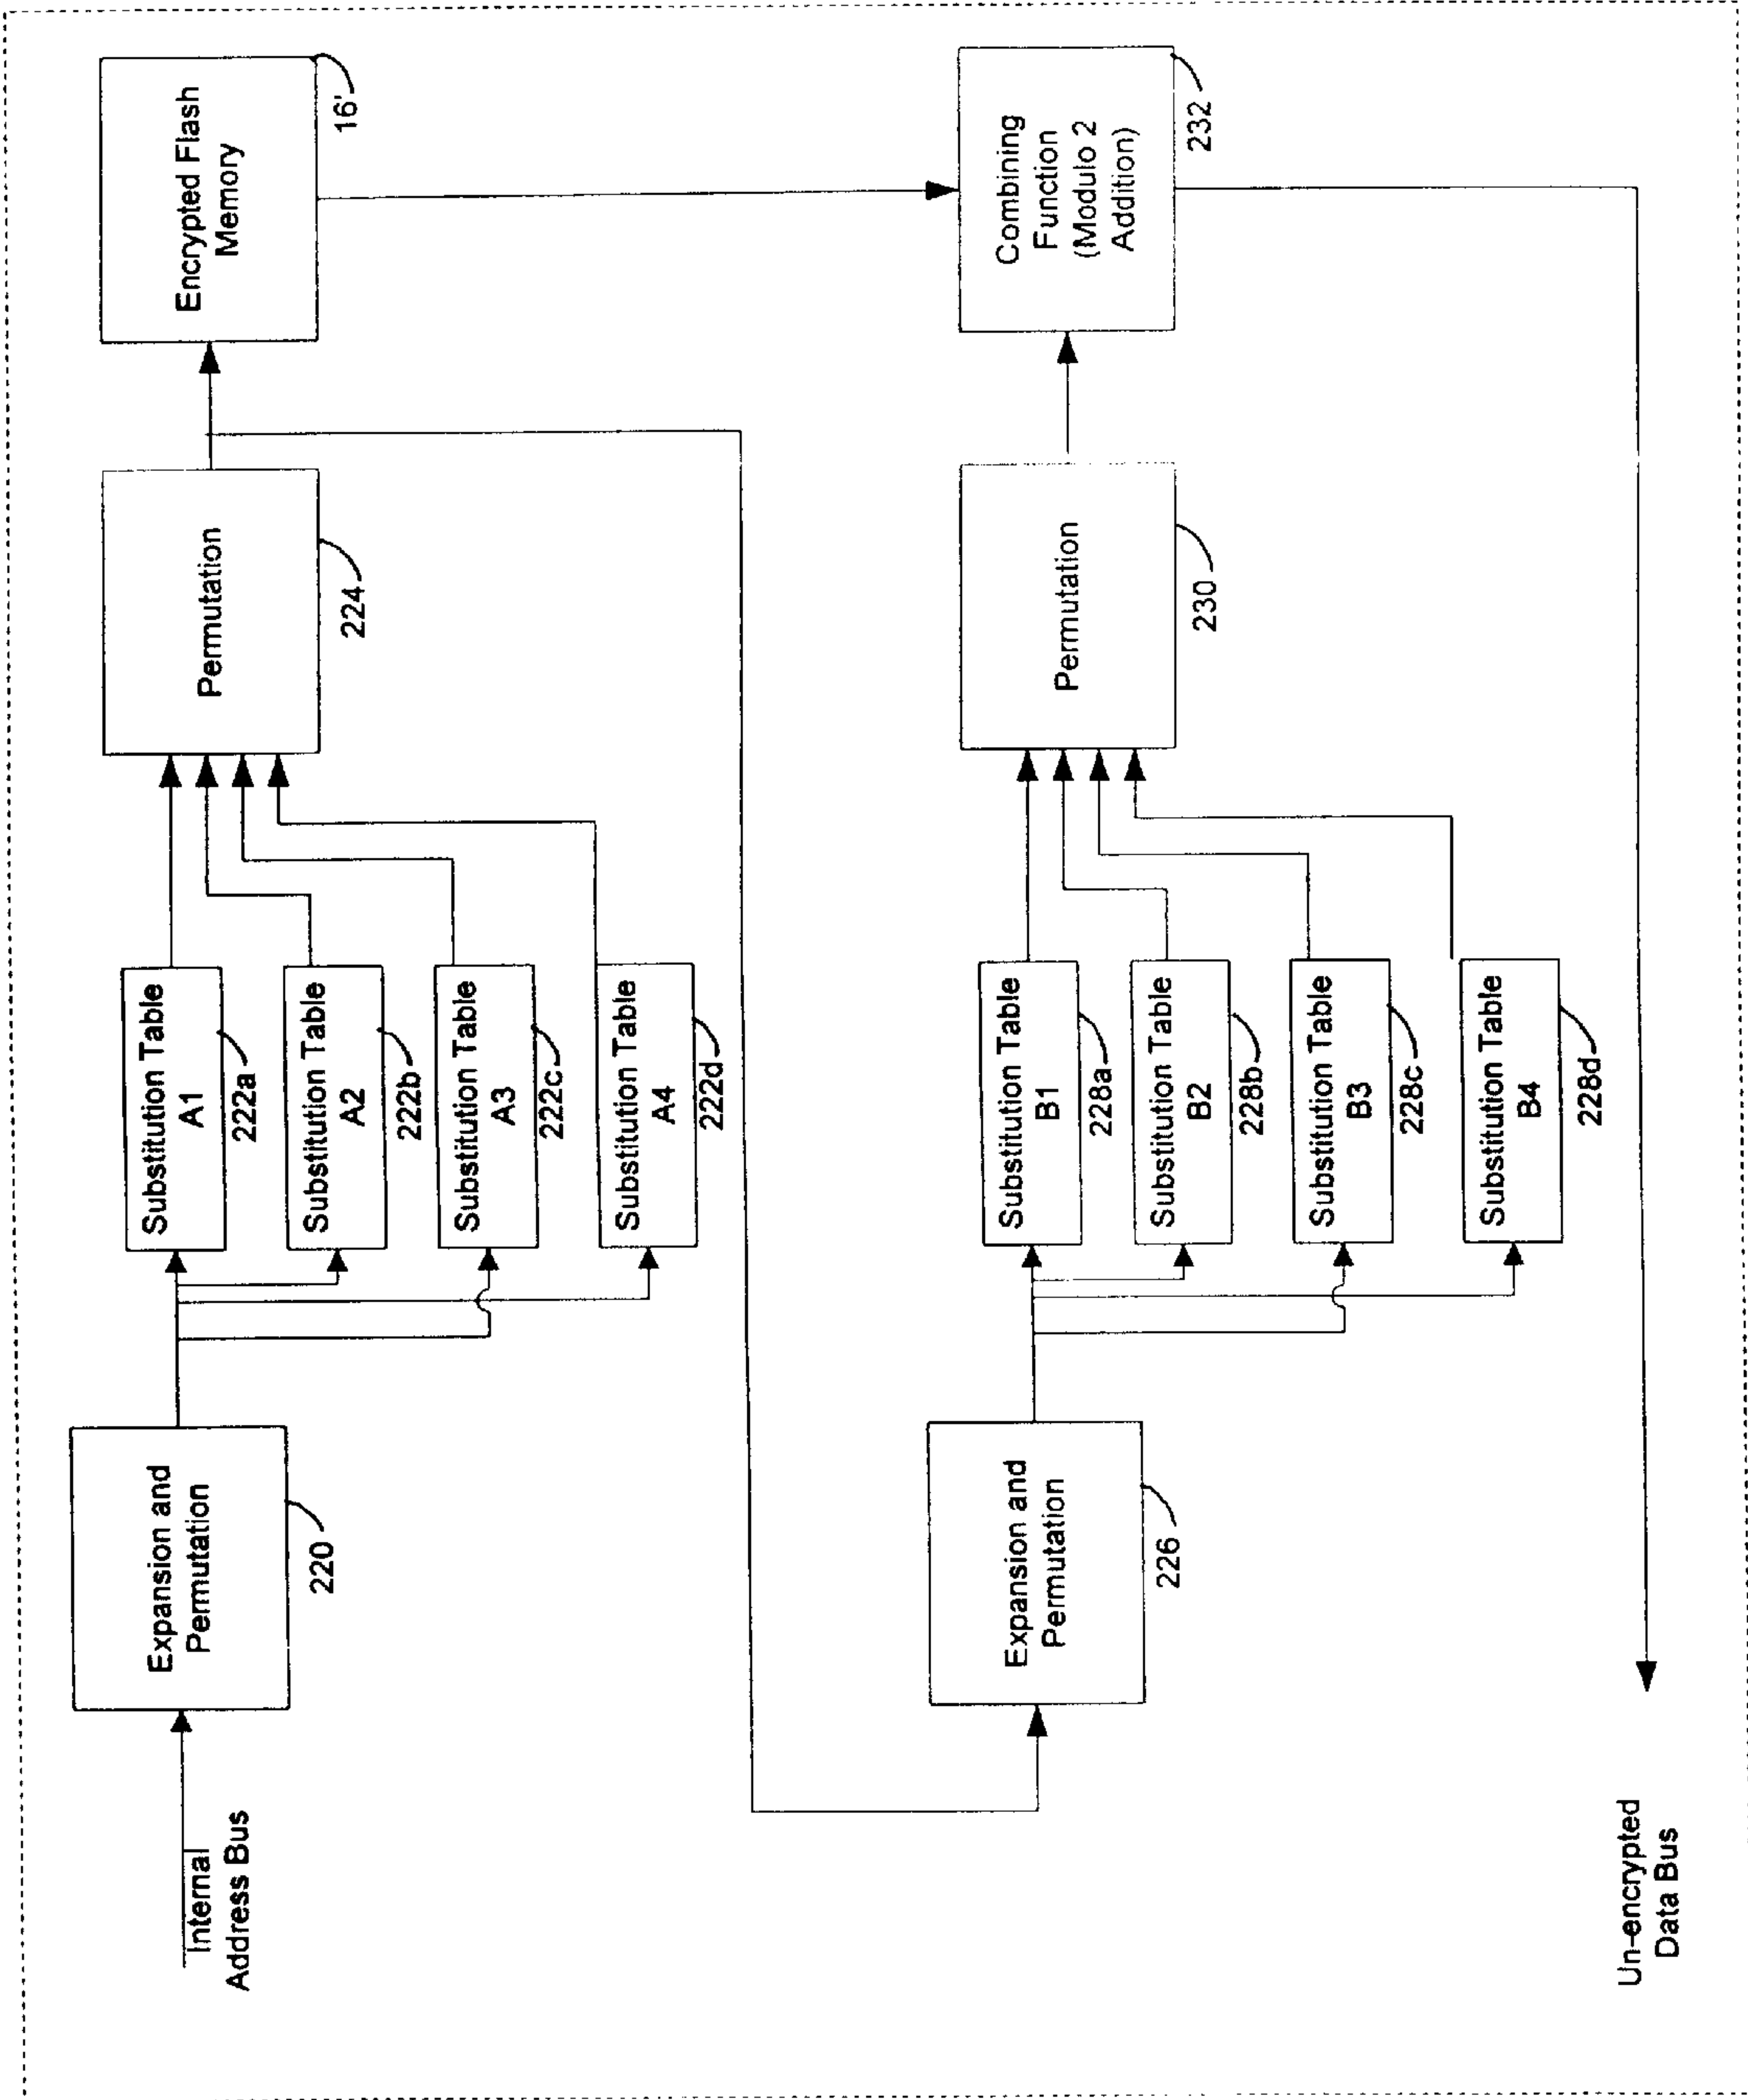 Internal
Address Bus
Expansion and
Permutation
220
Substitution Table
A1
222a
Substitution Table
A2
222b
Substitution Table
A3
222c
Substitution Table
A4
222d
Permutation
224
Encrypted Flash
Memory
16'
Expansion and
Permutation
226
Substitution Table
B1
228a
Substitution Table
B2
228b
Substitution Table
B3
228c
Substitution Table
B4
228d
Permutation
230
Combining
Function
(Modulo 2
Addition)
232
Un-encrypted
Data Bus